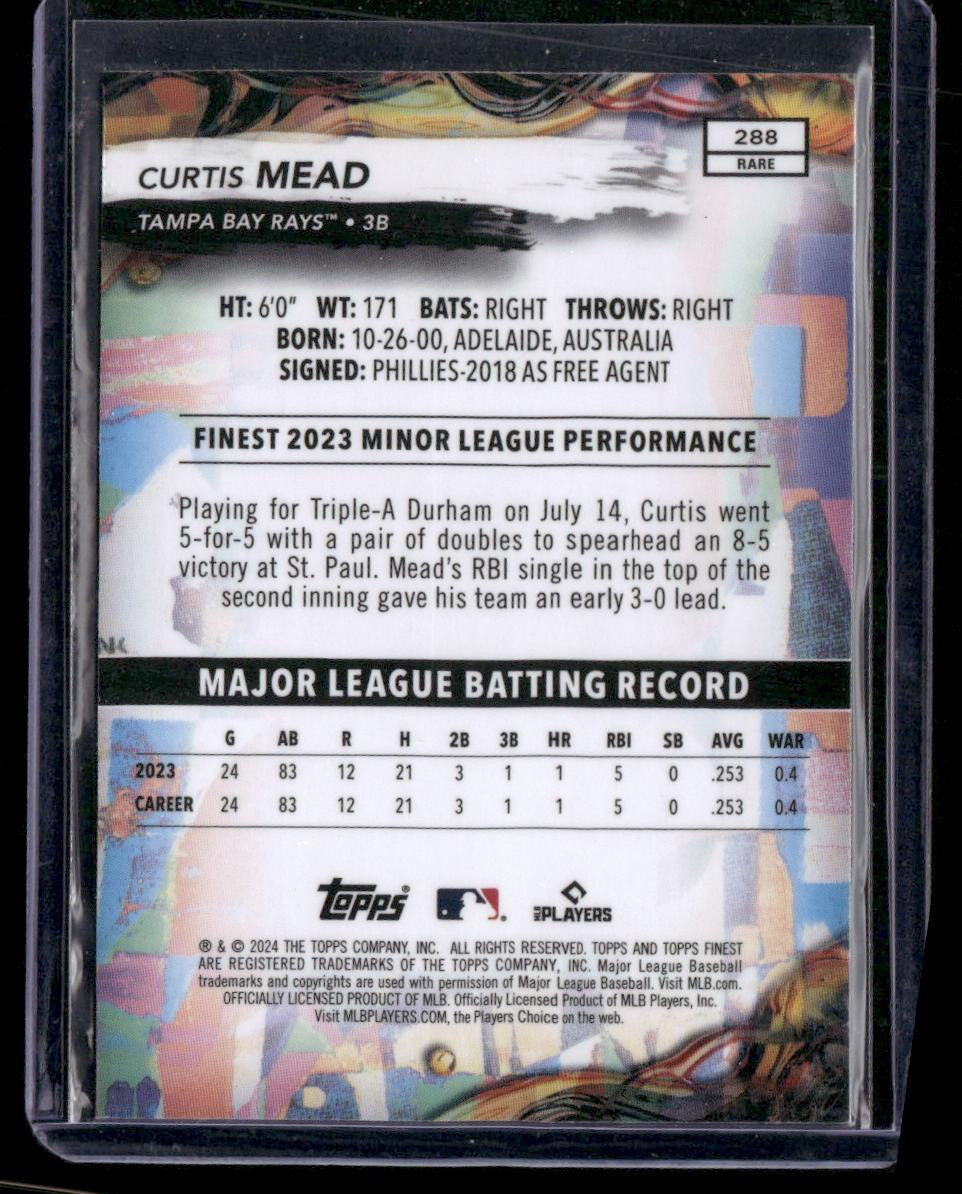 288
RARE
CURTIS MEAD
TAMPA BAY RAYS™ • 3B
HT: 6'0" WT: 171 BATS: RIGHT THROWS: RIGHT
BORN: 10-26-00, ADELAIDE, AUSTRALIA
SIGNED: PHILLIES-2018 AS FREE AGENT
FINEST 2023 MINOR LEAGUE PERFORMANCE
Playing for Triple-A Durham on July 14, Curtis went
5-for-5 with a pair of doubles to spearhead an 8-5
victory at St. Paul. Mead's RBI single in the top of the
second inning gave his team an early 3-0 lead.
MAJOR LEAGUE BATTING RECORD
G AB R H 2B 3B HR RBI SB AVG WAR
2023 24 83 12 21 3 1 1 5 0 .253 0.4
CAREER 24 83 12 21 3 1 1 5 0 .253 0.4
Topps® MLB PLAYERS
® & © 2024 THE TOPPS COMPANY, INC. ALL RIGHTS RESERVED. TOPPS AND TOPPS FINEST
ARE REGISTERED TRADEMARKS OF THE TOPPS COMPANY, INC. Major League Baseball
trademarks and copyrights are used with permission of Major League Baseball. Visit MLB.com.
OFFICIALLY LICENSED PRODUCT OF MLB. Officially Licensed Product of MLB Players, Inc.
Visit MLBPLAYERS.COM, the Players Choice on the web.